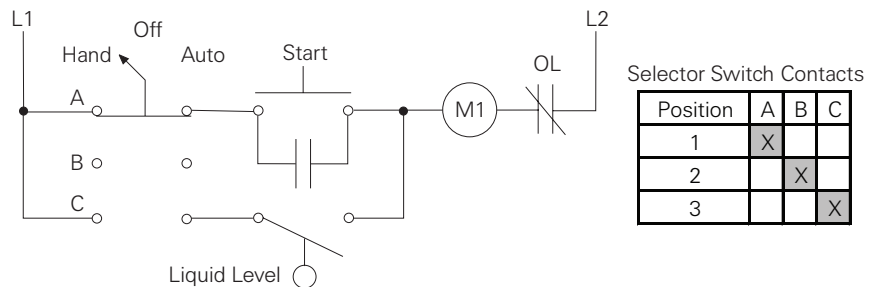 L1
L2
Off
Hand
Auto
Start
OL
A
M1
B
C
Liquid Level
Selector Switch Contacts
Position A B C
1 X
2 X
3 X